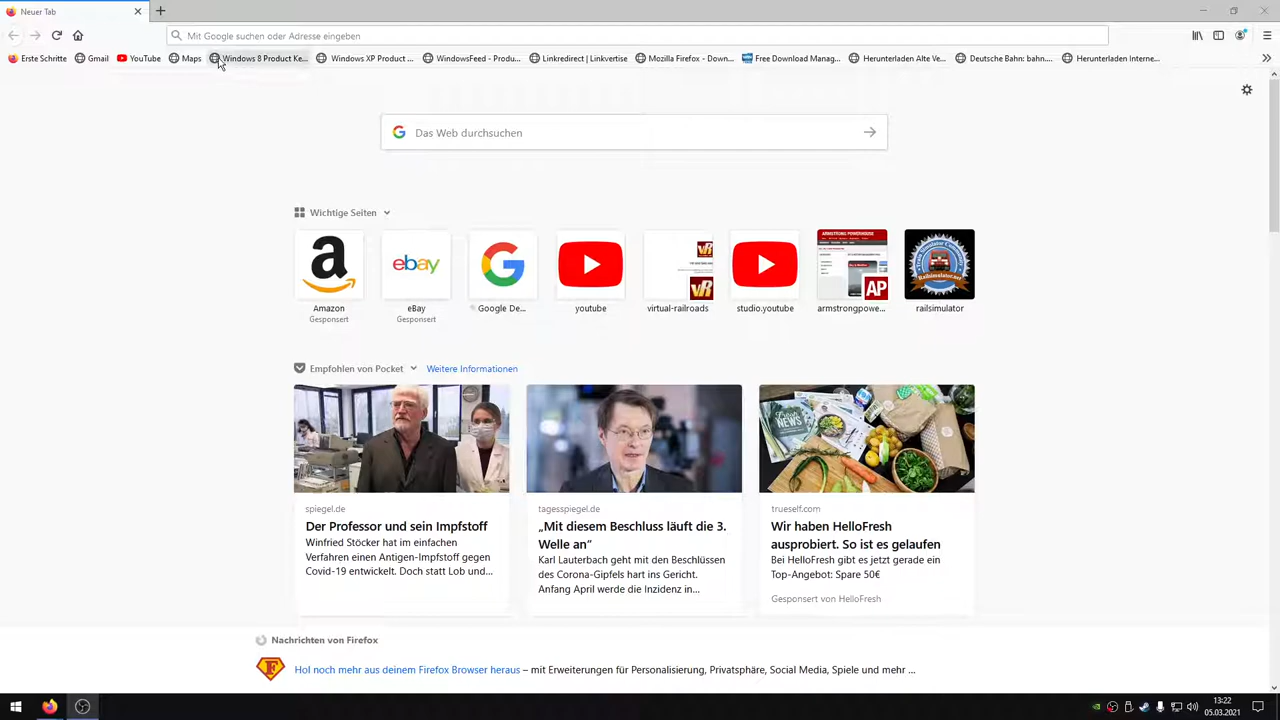 Neuer Tab
Mit Google suchen oder Adresse eingeben
Erste Schritte Gmail YouTube Maps Windows 8 Product Ke... Windows XP Product ... WindowsFeed - Produ... Linkredirect | Linkvertise Mozilla Firefox - Down... Free Download Manag... Herunterladen Alte Ve... Deutsche Bahn: bahn.... Herunterladen Interne...
Das Web durchsuchen
Wichtige Seiten
Amazon eBay Google De... youtube virtual-railroads studio.youtube armstrongpowe... railsimulator
Gesponsert Gesponsert
Empfohlen von Pocket Weitere Informationen
spiegel.de
Der Professor und sein Impfstoff
Winfried Stöcker hat im einfachen
Verfahren einen Antigen-Impfstoff gegen
Covid-19 entwickelt. Doch statt Lob und...
tagesspiegel.de
„Mit diesem Beschluss läuft die 3.
Welle an“
Karl Lauterbach geht mit den Beschlüssen
des Corona-Gipfels hart ins Gericht.
Anfang April werde die Inzidenz in...
trueself.com
Wir haben HelloFresh
ausprobiert. So ist es gelaufen
Bei HelloFresh gibt es jetzt gerade ein
Top-Angebot: Spare 50€
Gesponsert von HelloFresh
Nachrichten von Firefox
Hol noch mehr aus deinem Firefox Browser heraus – mit Erweiterungen für Personalisierung, Privatsphäre, Social Media, Spiele und mehr ...
13:22
05.03.2021